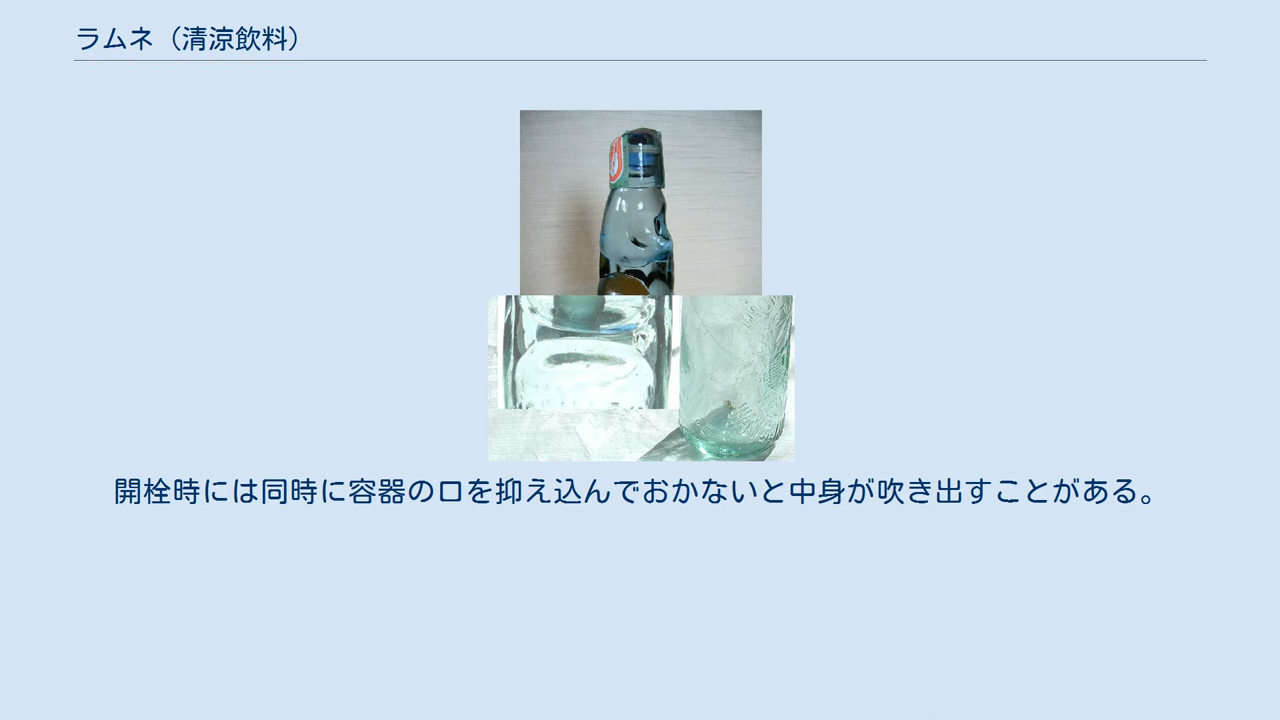 ラムネ（清涼飲料）
開栓時には同時に容器の口を抑え込んでおかないと中身が吹き出すことがある。